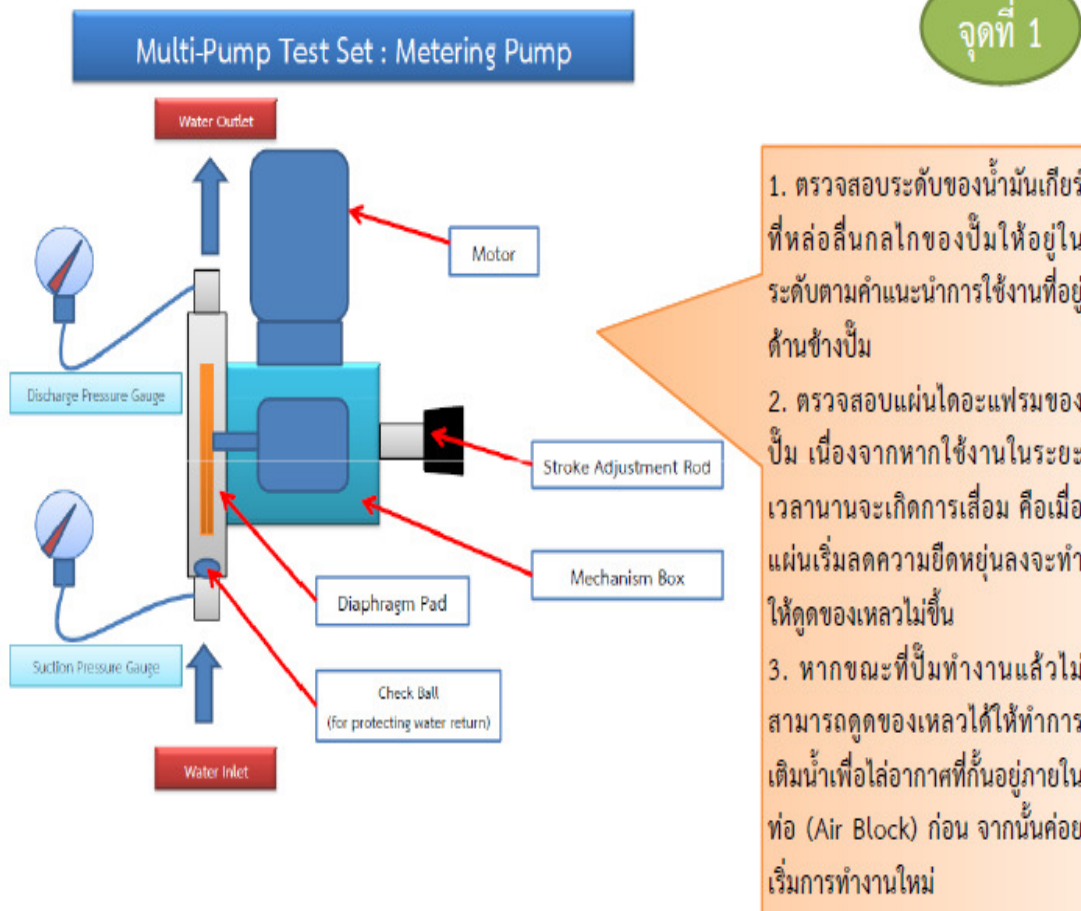 Multi-Pump Test Set : Metering Pump
จุดที่ 1
Water Outlet
Motor
Discharge Pressure Gauge
Stroke Adjustment Rod
Mechanism Box
Diaphragm Pad
Suction Pressure Gauge
Check Ball
(for protecting water return)
Water Inlet
1. ตรวจสอบระดับของน้ำมันเกียร์
ที่หล่อลื่นกลไกของปั๊มให้อยู่ใน
ระดับตามคำแนะนำการใช้งานที่อยู่
ด้านข้างปั๊ม
2. ตรวจสอบแผ่นไดอะแฟรมของ
ปั๊ม เนื่องจากหากใช้งานในระยะ
เวลานานจะเกิดการเสื่อม คือเมื่อ
แผ่นเริ่มลดความยืดหยุ่นลงจะทำ
ให้ดูดของเหลวไม่ขึ้น
3. หากขณะที่ปั๊มทำงานแล้วไม่
สามารถดูดของเหลวได้ให้ทำการ
เติมน้ำเพื่อไล่อากาศที่กั้นอยู่ภายใน
ท่อ (Air Block) ก่อน จากนั้นค่อย
เริ่มการทำงานใหม่